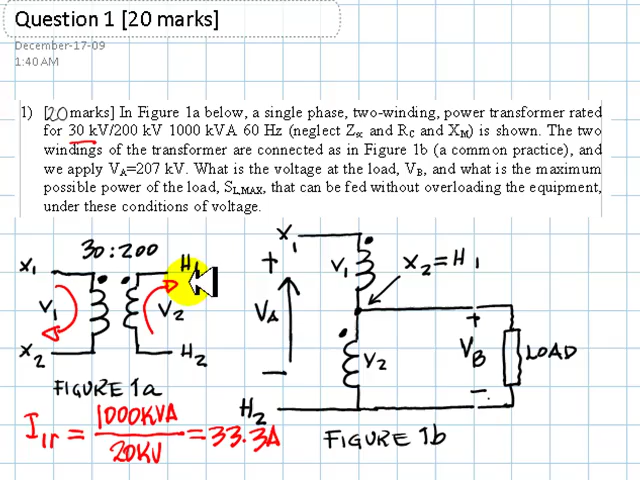 Question 1 [20 marks]
December-17-09
1:40 AM
1) [20 marks] In Figure 1a below, a single phase, two-winding, power transformer rated
for 30 kV/200 kV 1000 kVA 60 Hz (neglect Zx and RC and XM) is shown. The two
windings of the transformer are connected as in Figure 1b (a common practice), and
we apply VA=207 kV. What is the voltage at the load, VB, and what is the maximum
possible power of the load, SL,MAX, that can be fed without overloading the equipment,
under these conditions of voltage.
30:200
X1
H1
V1
V2
X2
H2
FIGURE 1a
I1r = 1000KVA / 20KV = 33.3A
X1
+
V1
X2 = H1
VA
+
V2
VB
LOAD
-
-
H2
FIGURE 1b